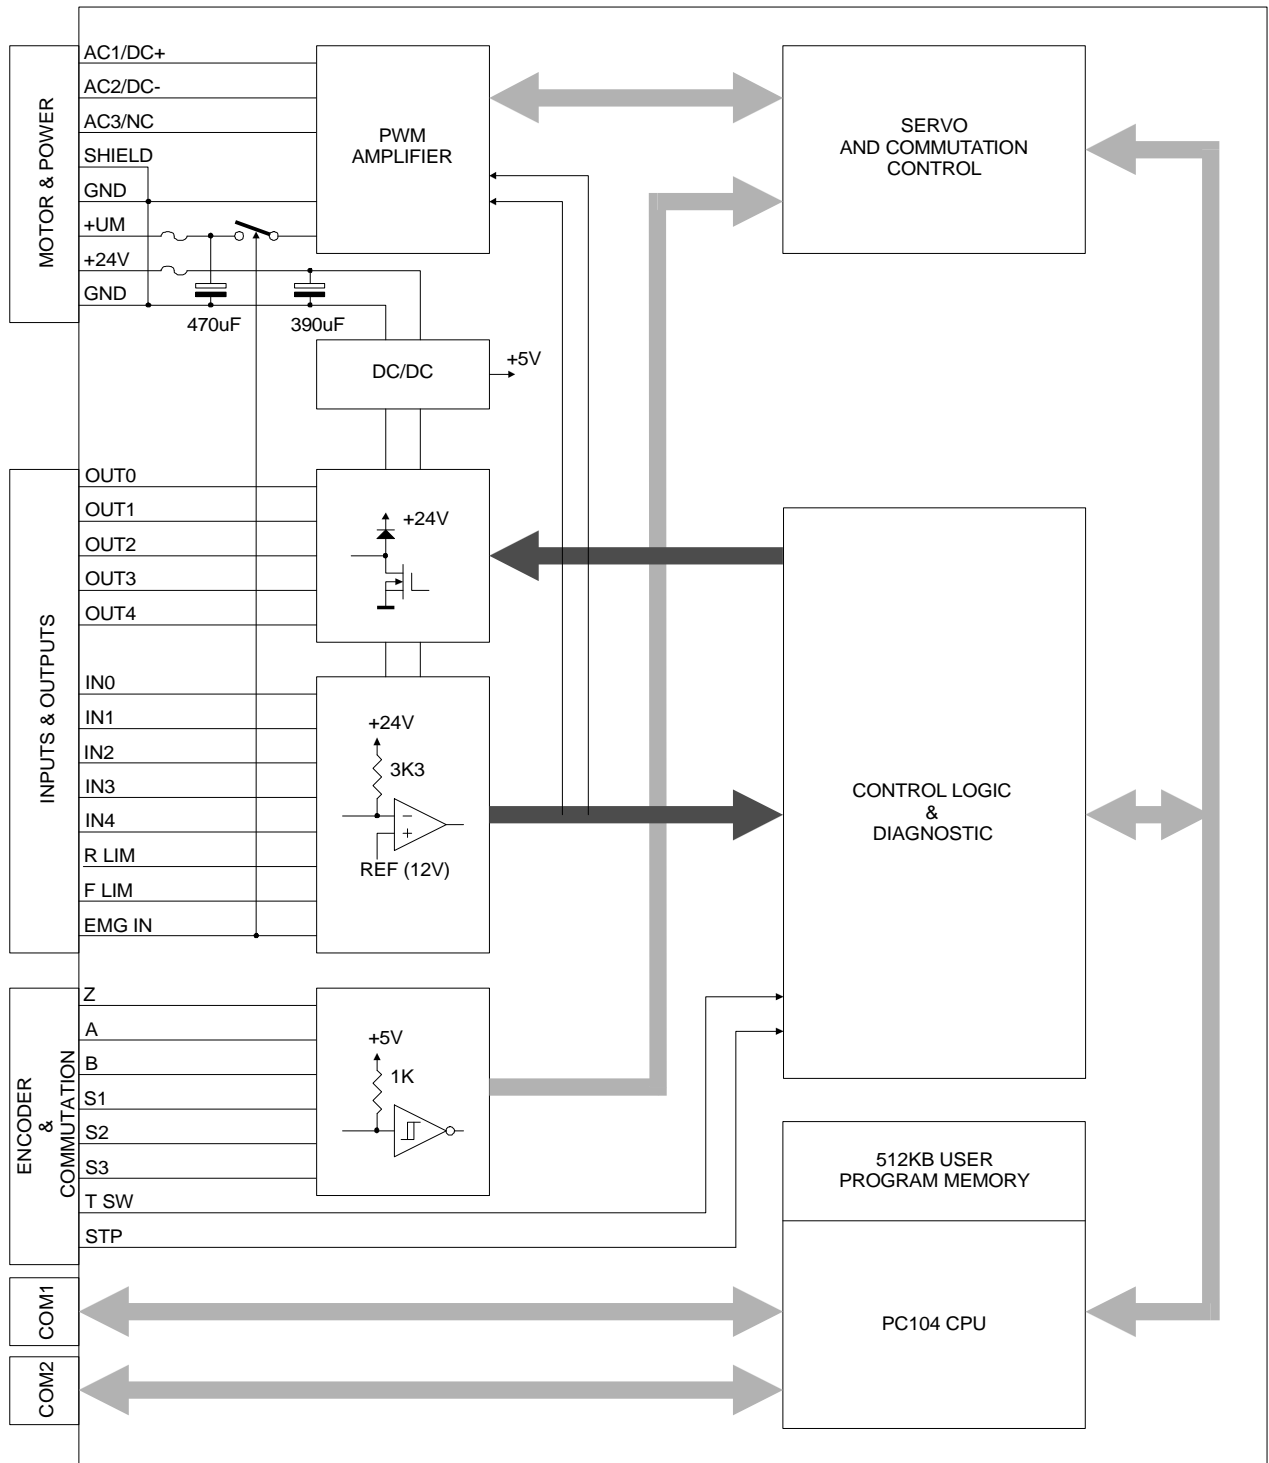 MOTOR & POWER
AC1/DC+
AC2/DC-
AC3/NC
SHIELD
GND
+UM
+24V
GND
470uF
390uF
PWM
AMPLIFIER
SERVO
AND COMMUTATION
CONTROL
DC/DC
+5V
INPUTS & OUTPUTS
OUT0
OUT1
OUT2
OUT3
OUT4
+24V
IN0
IN1
IN2
IN3
IN4
R LIM
F LIM
EMG IN
+24V
3K3
REF (12V)
CONTROL LOGIC
&
DIAGNOSTIC
ENCODER
&
COMMUTATION
Z
A
B
S1
S2
S3
T SW
STP
+5V
1K
512KB USER
PROGRAM MEMORY
PC104 CPU
COM1
COM2